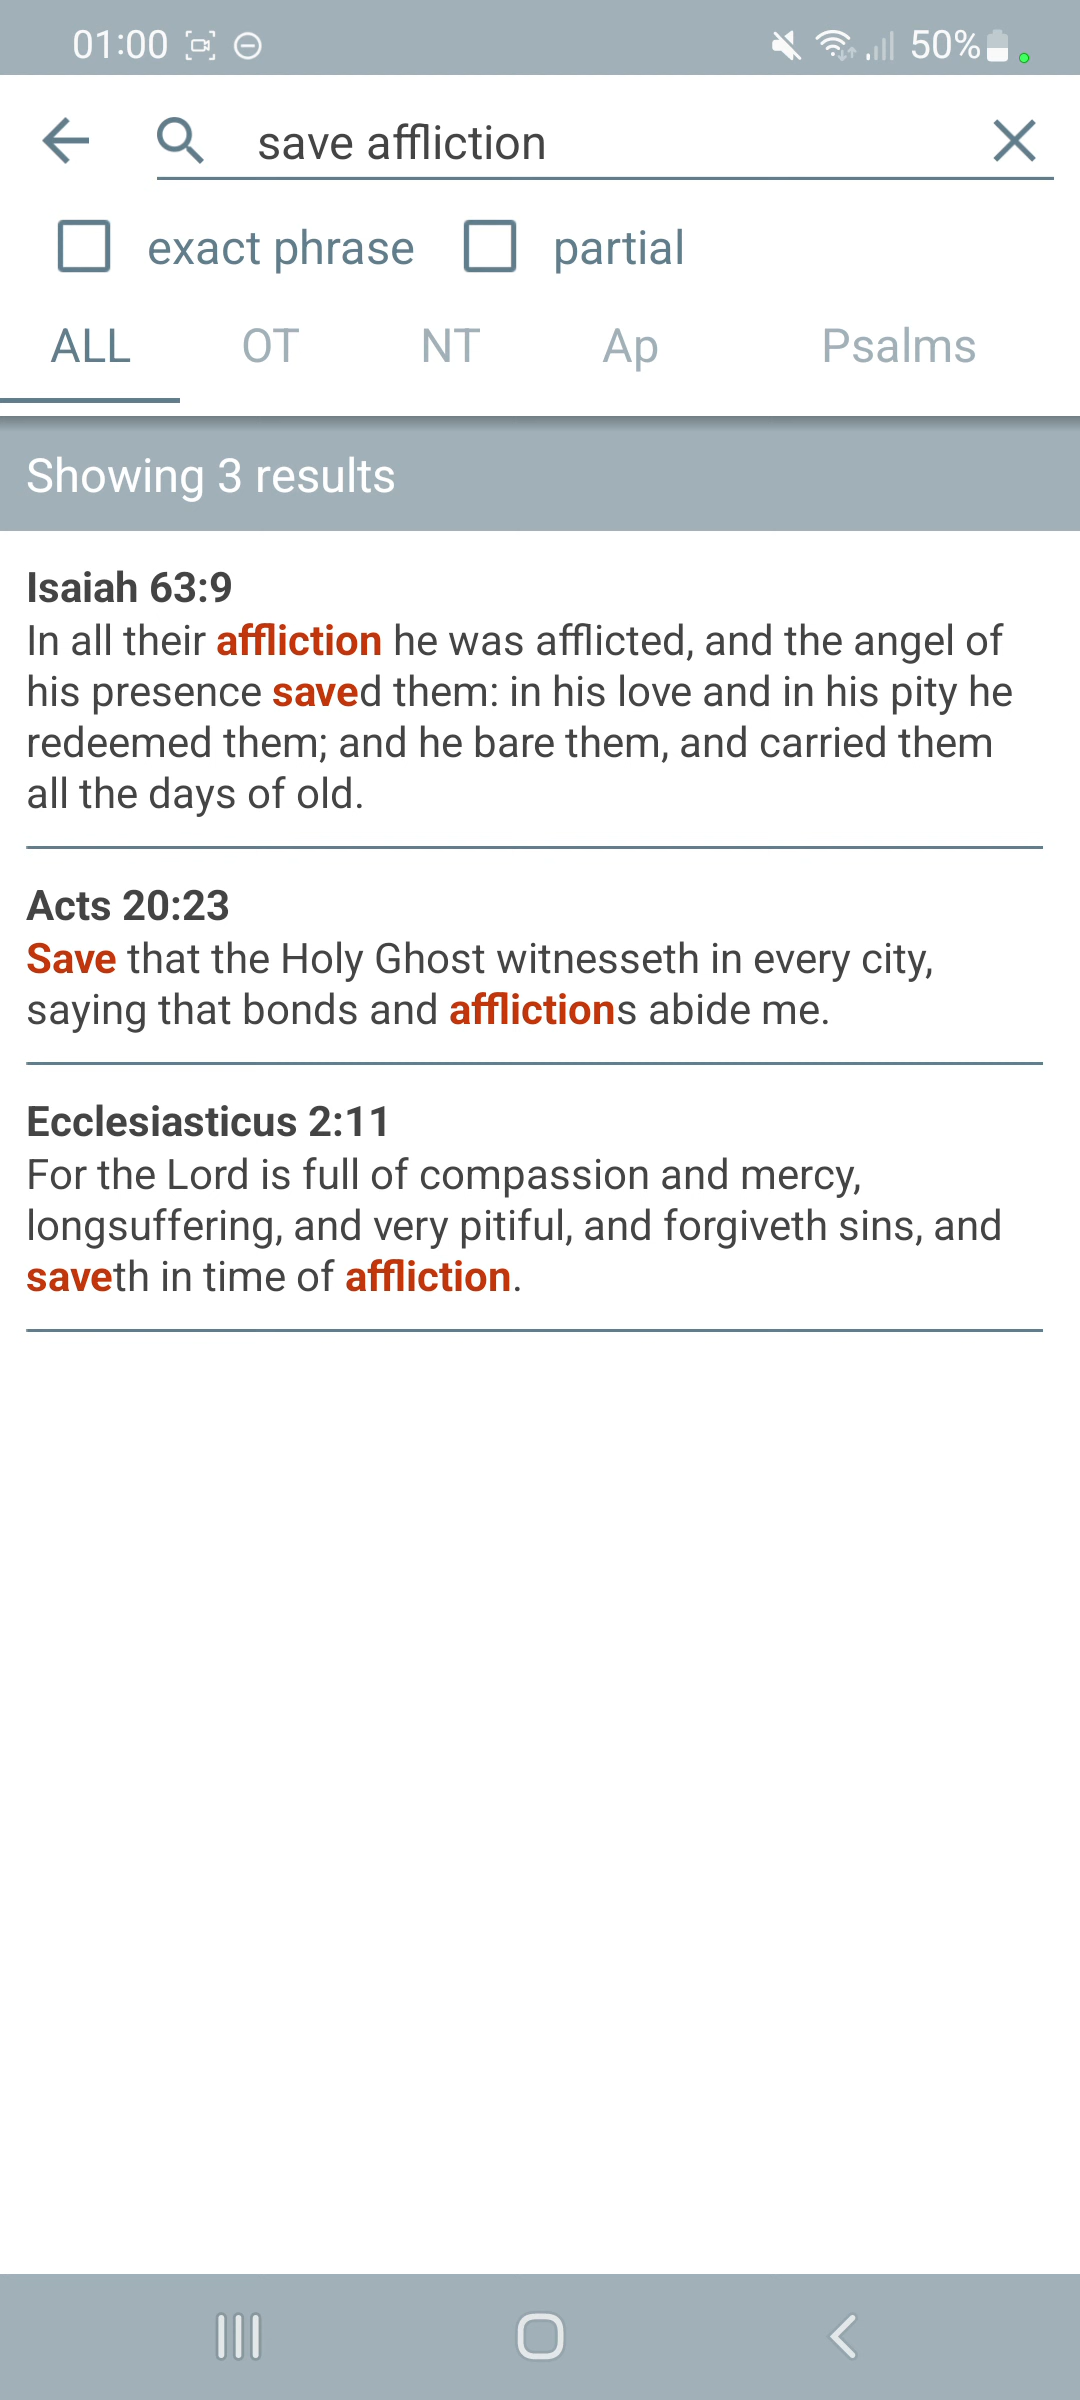 01:00
50%
save affliction
exact phrase partial
ALL OT NT Ap Psalms
Showing 3 results
Isaiah 63:9
In all their affliction he was afflicted, and the angel of
his presence saved them: in his love and in his pity he
redeemed them; and he bare them, and carried them
all the days of old.
Acts 20:23
Save that the Holy Ghost witnesseth in every city,
saying that bonds and afflictions abide me.
Ecclesiasticus 2:11
For the Lord is full of compassion and mercy,
longsuffering, and very pitiful, and forgiveth sins, and
saveth in time of affliction.